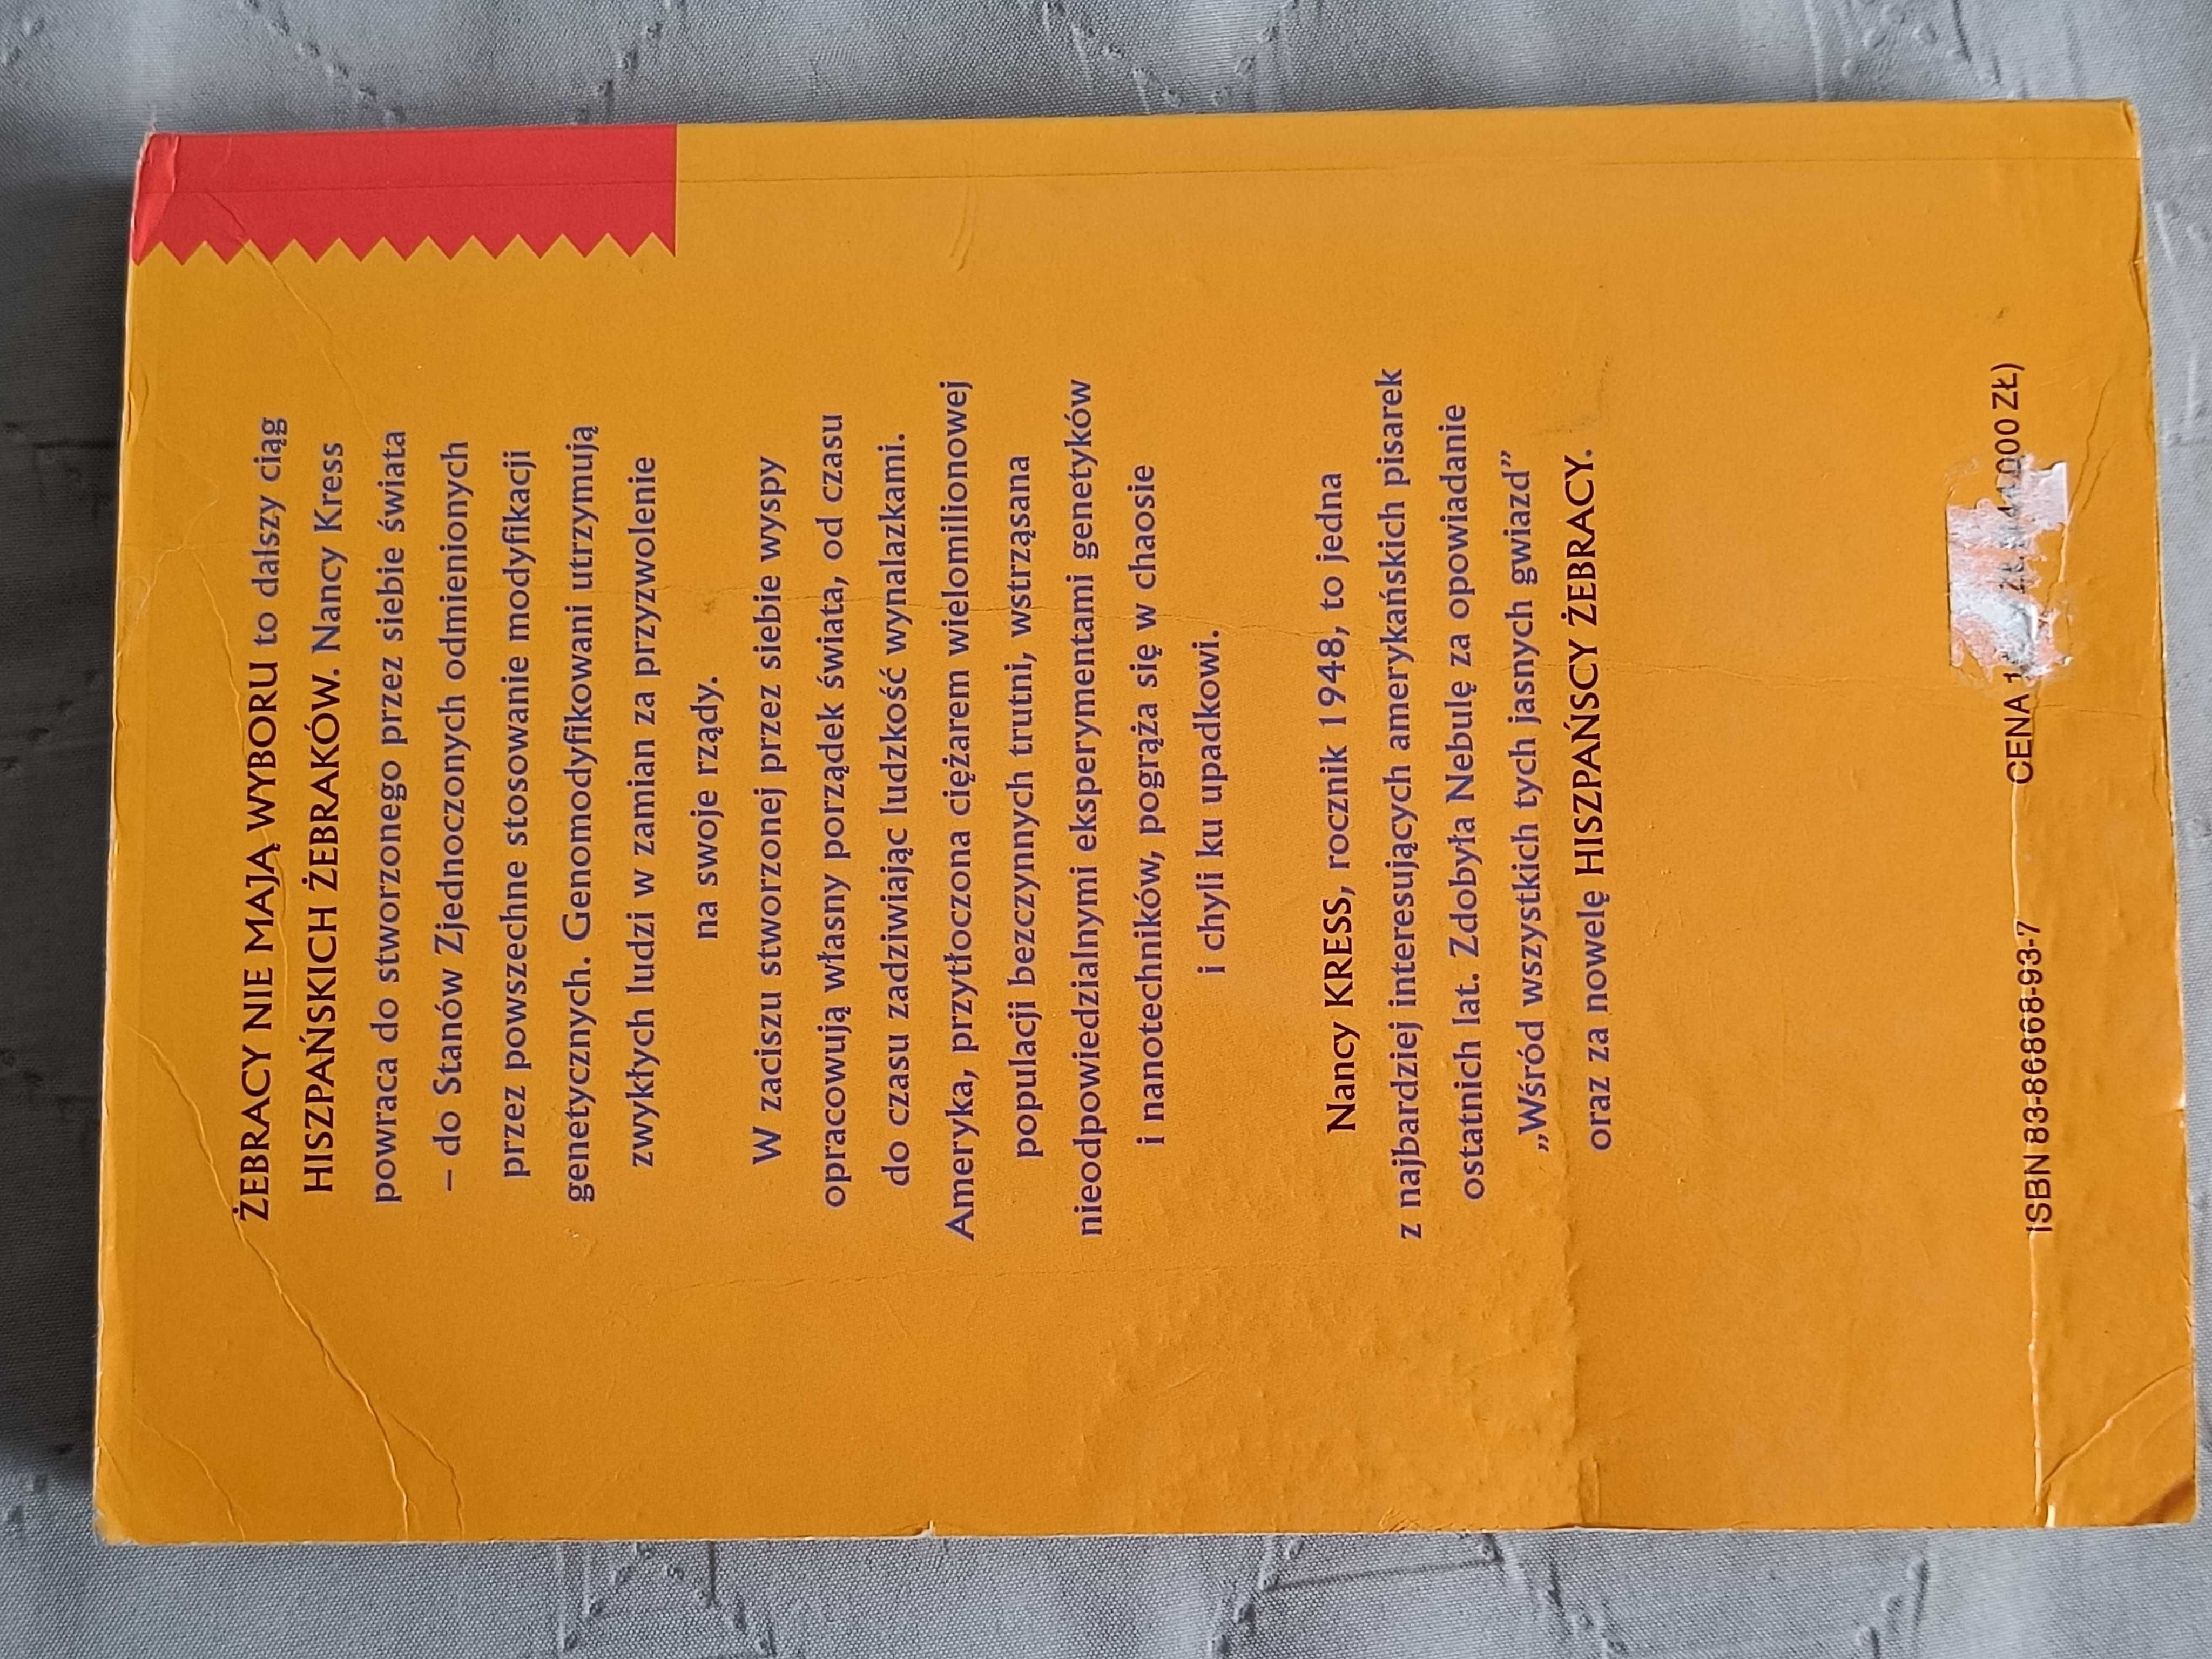 ŻEBRACY NIE MAJĄ WYBORU to dalszy ciąg
HISZPAŃSKICH ŻEBRAKÓW. Nancy Kress
powraca do stworzonego przez siebie świata
– do Stanów Zjednoczonych odmienionych
przez powszechne stosowanie modyfikacji
genetycznych. Genomodyfikowani utrzymują
zwykłych ludzi w zamian za przyzwolenie
na swoje rządy.
W zaciszu stworzonej przez siebie wyspy
opracowują własny porządek świata, od czasu
do czasu zadziwiając ludzkość wynalazkami.
Ameryka, przytłoczona ciężarem wielomilionowej
populacji bezczynnych trutni, wstrząsana
nieodpowiedzialnymi eksperymentami genetyków
i nanotechników, pogrąża się w chaosie
i chyli ku upadkowi.
Nancy KRESS, rocznik 1948, to jedna
z najbardziej interesujących amerykańskich pisarek
ostatnich lat. Zdobyła Nebulę za opowiadanie
„Wśród wszystkich tych jasnych gwiazd”
oraz za nowelę HISZPAŃSCY ŻEBRACY.
ISBN 83-86868-93-7 CENA ZŁ)